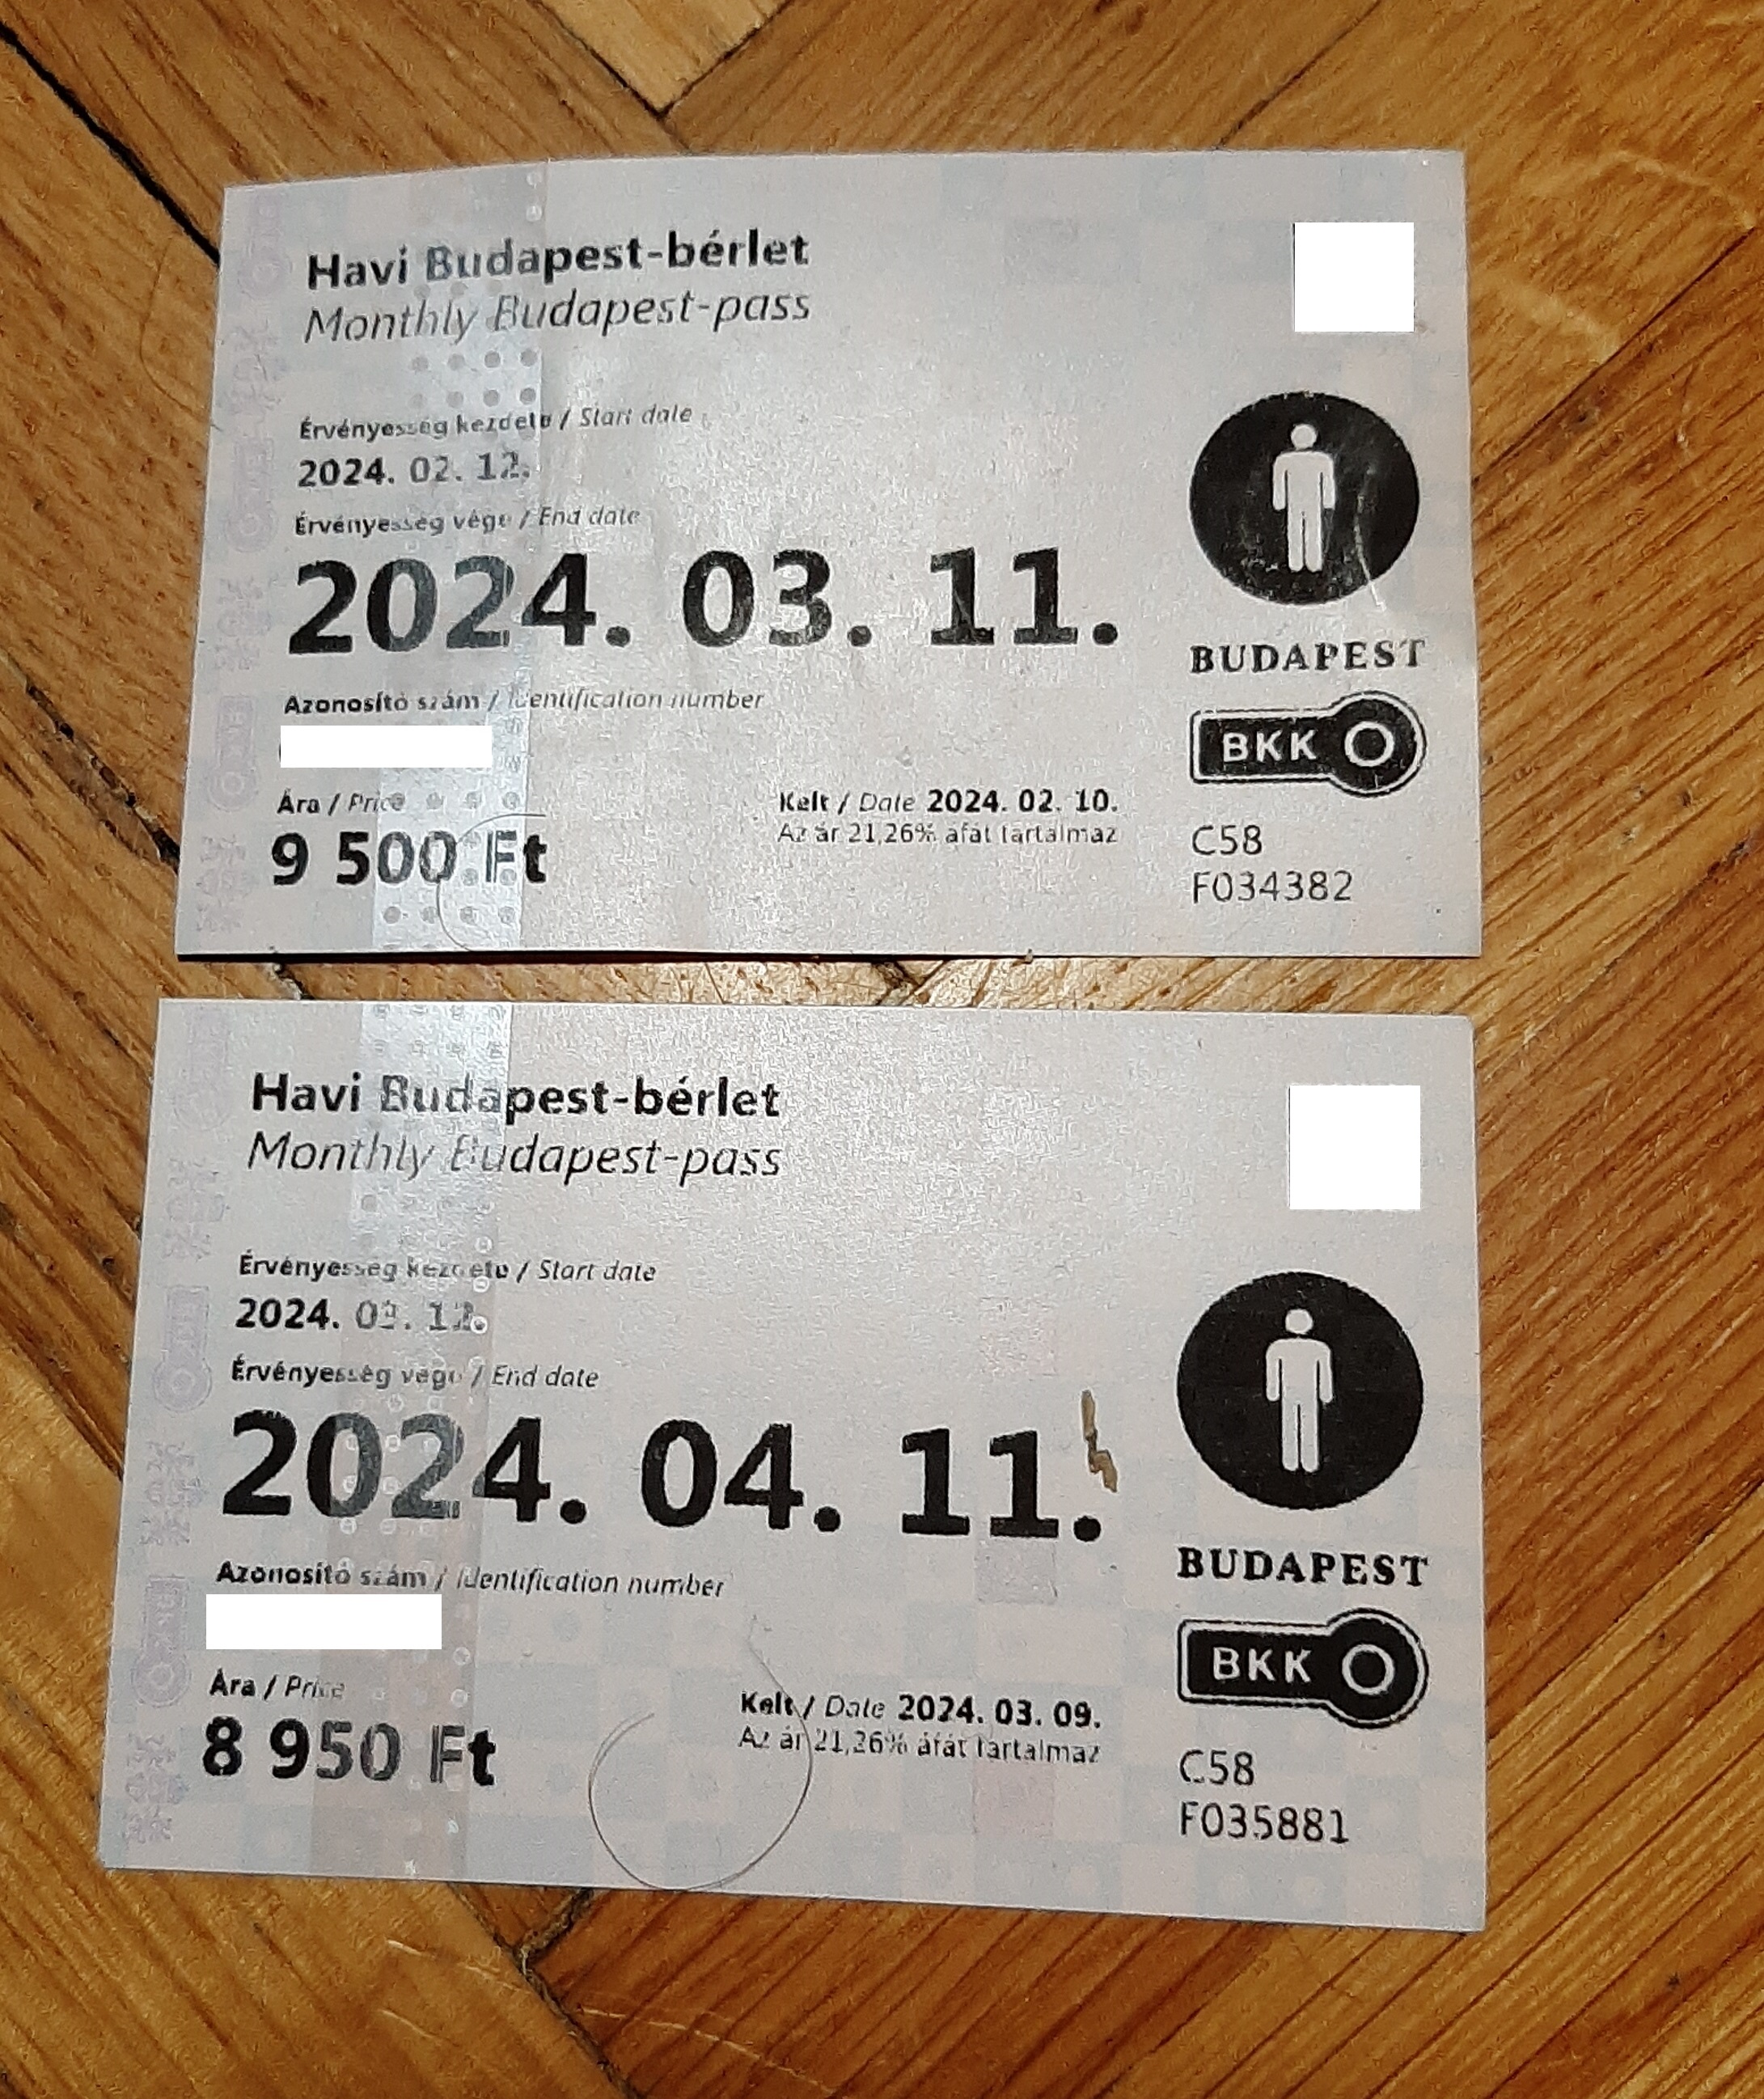 Havi Budapest-bérlet
Monthly Budapest-pass
Érvényesség kezdete / Start date
2024. 02. 12.
Érvényesség vége / End date
2024. 03. 11.
Azonosító szám / Identification number
Ára / Price
9 500 Ft
Kelt / Date 2024. 02. 10.
Az ár 21,26% áfát tartalmaz
BUDAPEST
BKK
C58
F034382
Havi Budapest-bérlet
Monthly Budapest-pass
Érvényesség kezdete / Start date
2024. 03. 12.
Érvényesség vége / End date
2024. 04. 11.
Azonosító szám / Identification number
Ára / Price
8 950 Ft
Kelt / Date 2024. 03. 09.
Az ár 21,26% áfát tartalmaz
BUDAPEST
BKK
C58
F035881